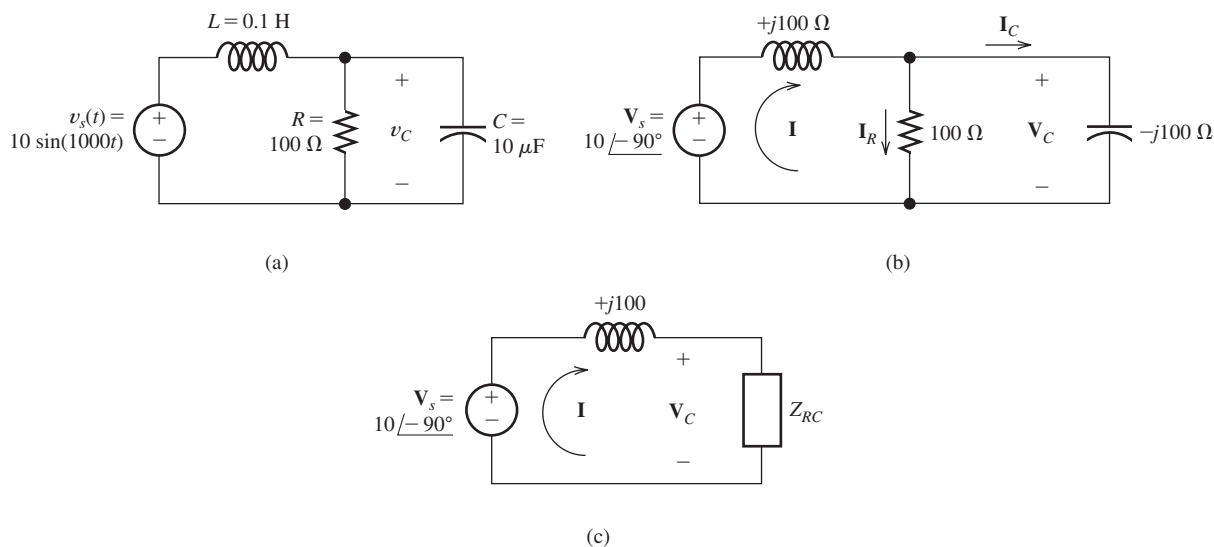 L = 0.1 H
+
−
v_s(t) =
10 sin(1000t)
R =
100 Ω
+
v_C
−
C =
10 μF
(a)
+j100 Ω
I_C
+
−
V_s =
10 /−90°
I
I_R
100 Ω
+
V_C
−
−j100 Ω
(b)
+j100
+
−
V_s =
10 /−90°
I
+
V_C
−
Z_RC
(c)